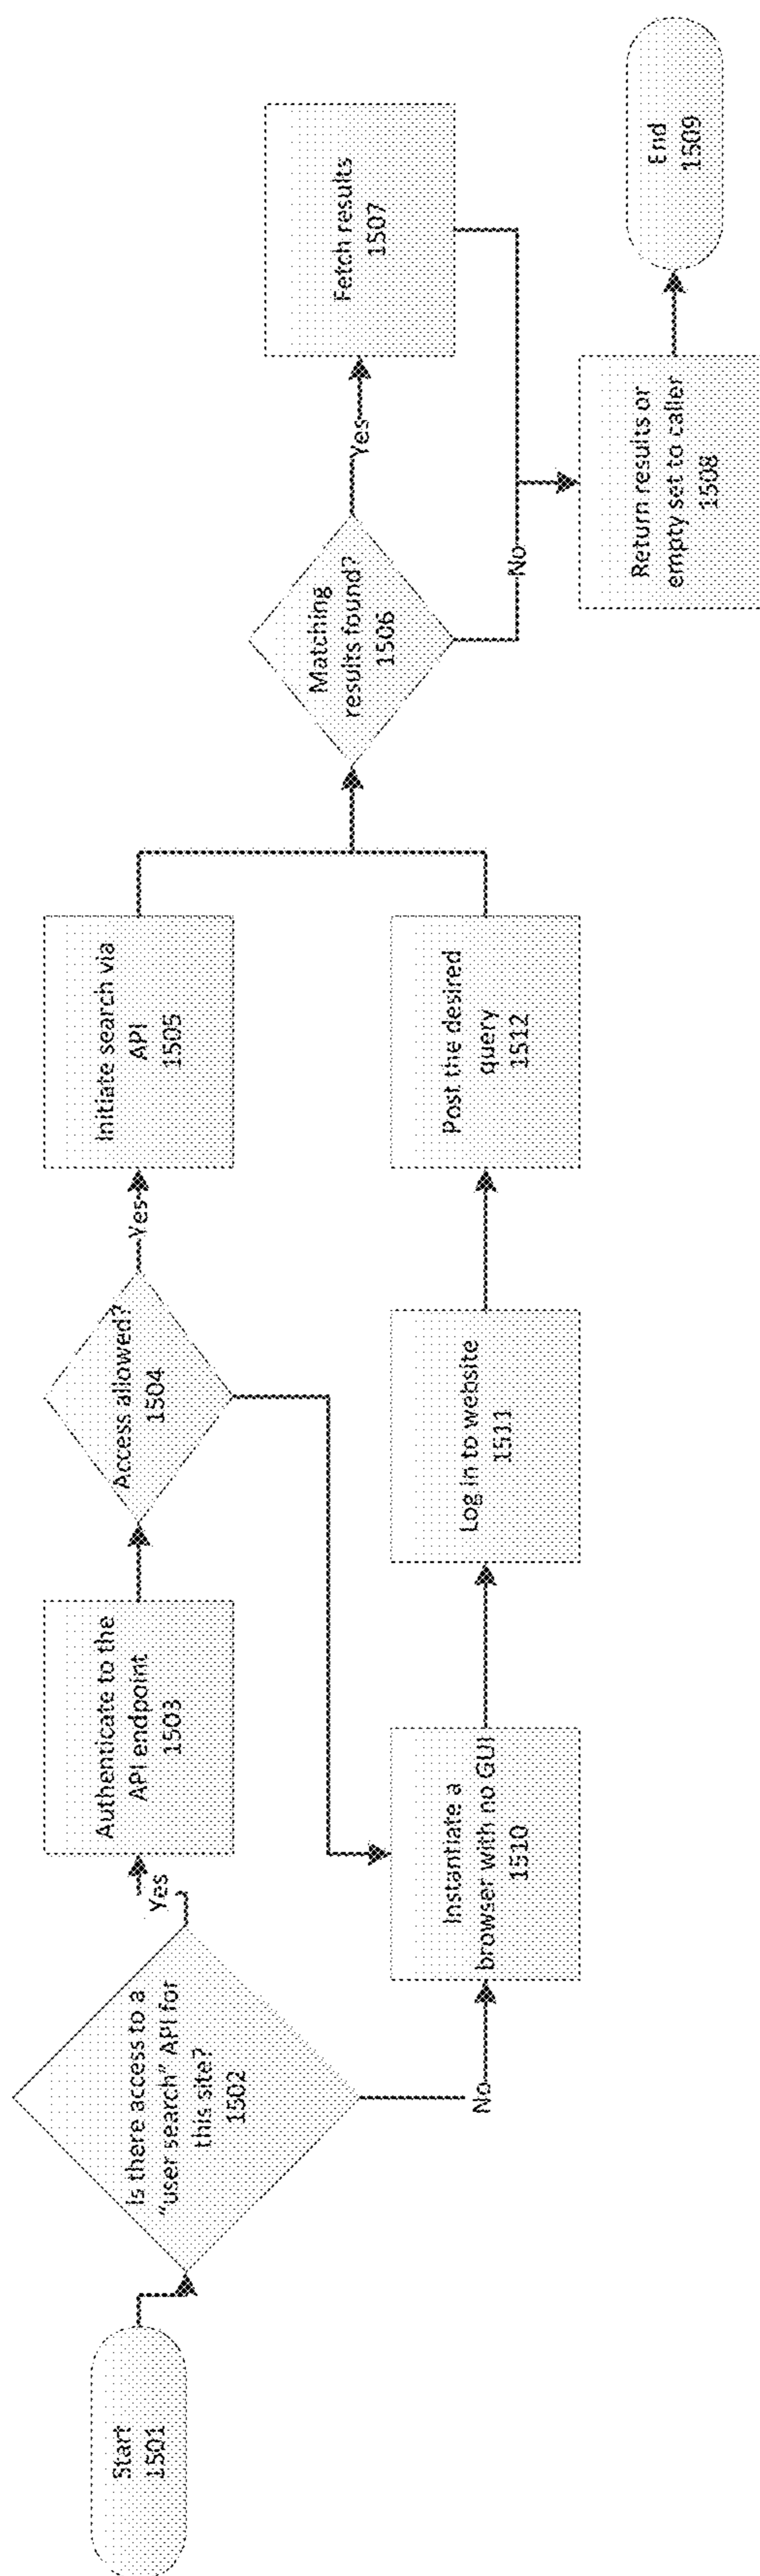 Start
1501
Is there access to a
“user search” API for
this site?
1502
Yes
No
Authenticate to the
API endpoint
1503
Access allowed?
1504
Yes
Initiate search via
API
1505
Instantiate a
browser with no GUI
1510
Log in to website
1511
Post the desired
query
1512
Matching
results found?
1506
Yes
No
Fetch results
1507
Return results or
empty set to caller
1508
End
1509